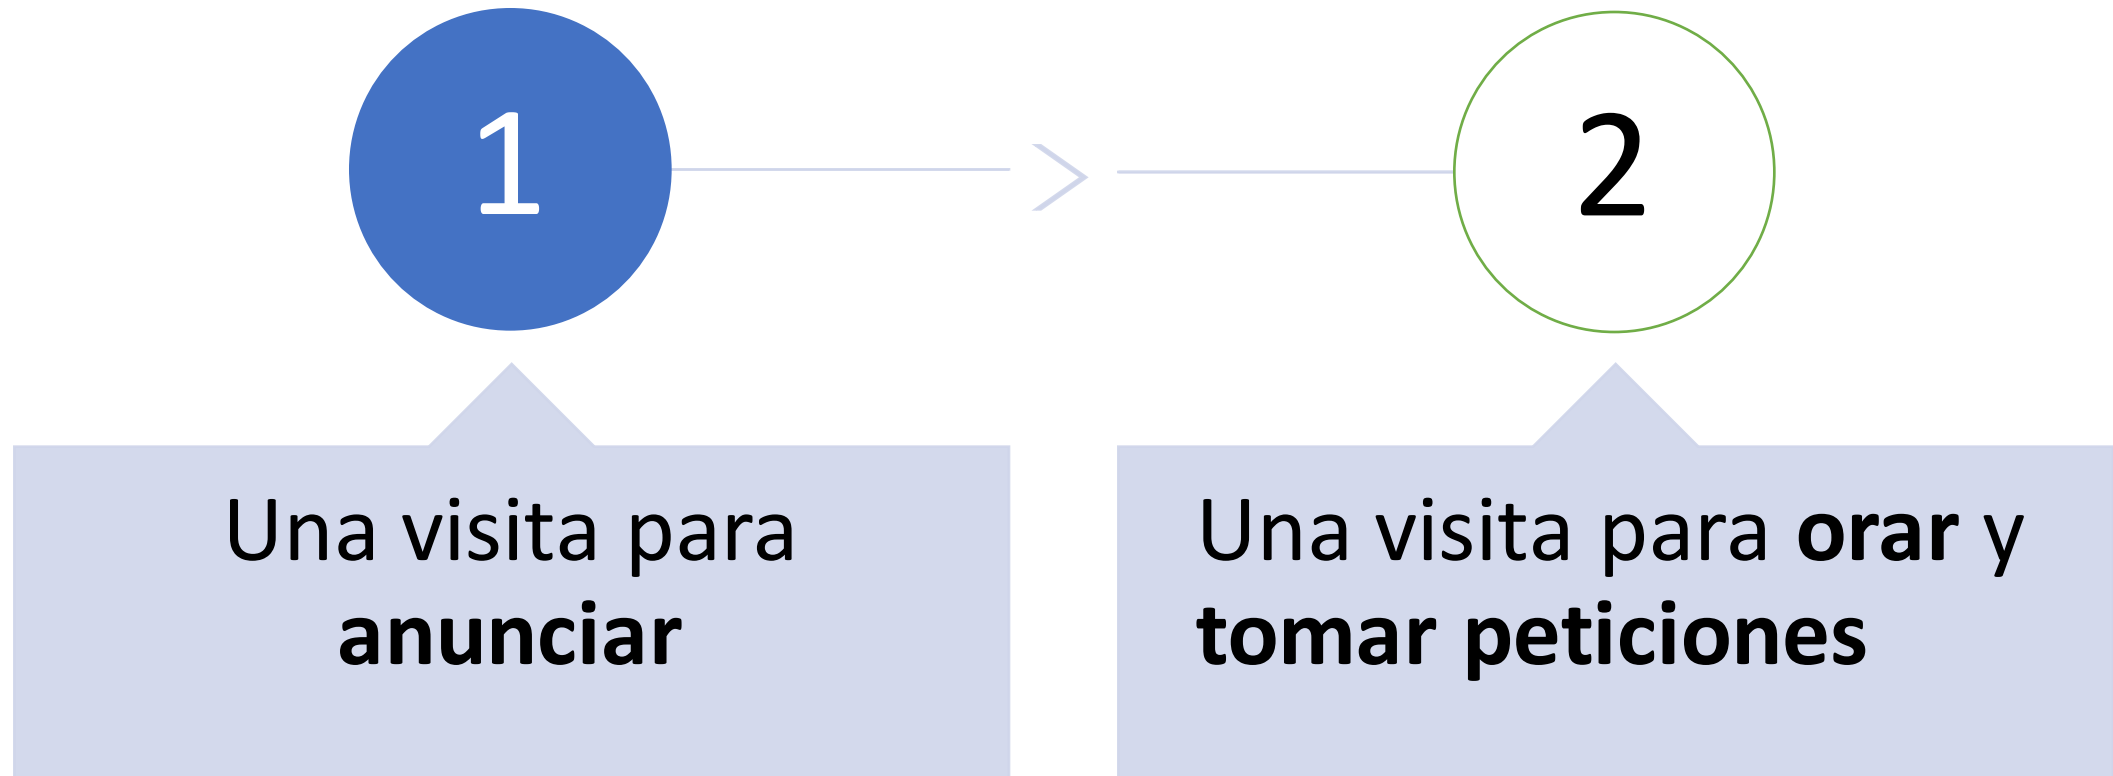 1
2
Una visita para
anunciar
Una visita para orar y
tomar peticiones